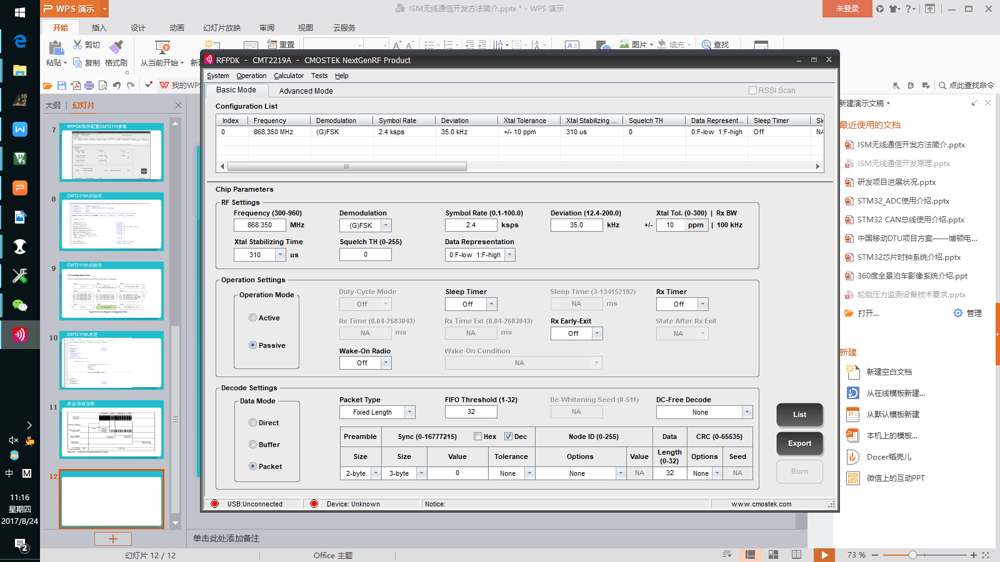 WPS 演示
ISM无线通信开发方法简介.pptx * - WPS 演示
未登录
开始 插入 设计 动画 幻灯片放映 审阅 视图 云服务
粘贴 剪切 复制 格式刷 从当前开始 新建 重置 图片 填充 查找
我的WPS
点此查找命令
大纲 幻灯片
7 RFPDK软件配置CMT2119参数
8 CMT2119A初始化
9 CMT2119A初始化
7.2 Configuration Flow
10 CMT2119A发送
11 发送/接收流程
12
RFPDK - CMT2219A - CMOSTEK NextGenRF Product
System Operation Calculator Tests Help
Basic Mode Advanced Mode RSSI Scan
Configuration List
Index Frequency Demodulation Symbol Rate Deviation Xtal Tolerance Xtal Stabilizing ... Squelch TH Data Represent... Sleep Timer Sl
0 868.350 MHz (G)FSK 2.4 ksps 35.0 kHz +/- 10 ppm 310 us 0 0:F-low 1:F-high Off NA
Chip Parameters
RF Settings
Frequency (300-960) Demodulation Symbol Rate (0.1-100.0) Deviation (12.4-200.0) Xtal Tol. (0-300) | Rx BW
868.350 MHz (G)FSK 2.4 ksps 35.0 kHz +/- 10 ppm | 100 kHz
Xtal Stabilizing Time Squelch TH (0-255) Data Representation
310 us 0 0:F-low 1:F-high
Operation Settings
Operation Mode
Active
Passive
Duty-Cycle Mode Sleep Timer Sleep Time (3-134152192) Rx Timer
Off Off NA ms Off
Rx Time (0.04-2683043) Rx Time Ext (0.04-2683043) Rx Early-Exit State After Rx Exit
NA ms NA ms Off NA
Wake-On Radio Wake-On Condition
Off NA
Decode Settings
Data Mode
Direct
Buffer
Packet
Packet Type FIFO Threshold (1-32) De-Whitening Seed (0-511) DC-Free Decode
Fixed Length 32 NA None
Preamble Sync (0-16777215) Hex Dec Node ID (0-255) Data CRC (0-65535)
Size Size Value Tolerance Options Value Length (0-32) Options Seed
2-byte 3-byte 0 None None NA 32 None NA
List
Export
Burn
USB:Unconnected Device: Unknown Notice: www.cmostek.com
新建演示文稿
最近使用的文档
ISM无线通信开发方法简介.pptx
ISM无线通信开发原理.pptx
研发项目进展状况.pptx
STM32_ADC使用介绍.pptx
STM32 CAN总线使用介绍.pptx
中国移动DTU项目方案——博顿电...
STM32芯片时钟系统介绍.pptx
360度全景泊车影像系统介绍.ppt
轮胎压力监测设备技术要求.pptx
打开... 管理
新建
新建空白文档
从在线模板新建...
从默认模板新建
本机上的模板...
Docer稻壳儿
微信上的互动PPT
中 M
11:16
星期四
2017/8/24
2
单击此处添加备注
幻灯片 12 / 12 Office 主题 73 %